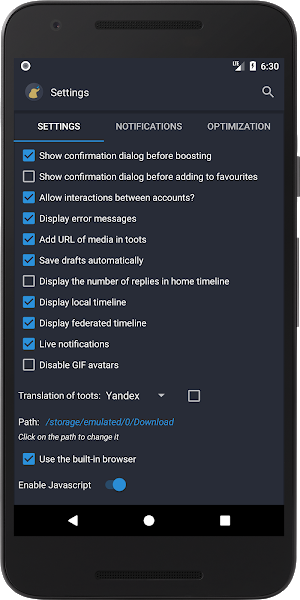 LTE 6:30
Settings
SETTINGS NOTIFICATIONS OPTIMIZATION
Show confirmation dialog before boosting
Show confirmation dialog before adding to favourites
Allow interactions between accounts?
Display error messages
Add URL of media in toots
Save drafts automatically
Display the number of replies in home timeline
Display local timeline
Display federated timeline
Live notifications
Disable GIF avatars
Translation of toots: Yandex
Path: /storage/emulated/0/Download
Click on the path to change it
Use the built-in browser
Enable Javascript